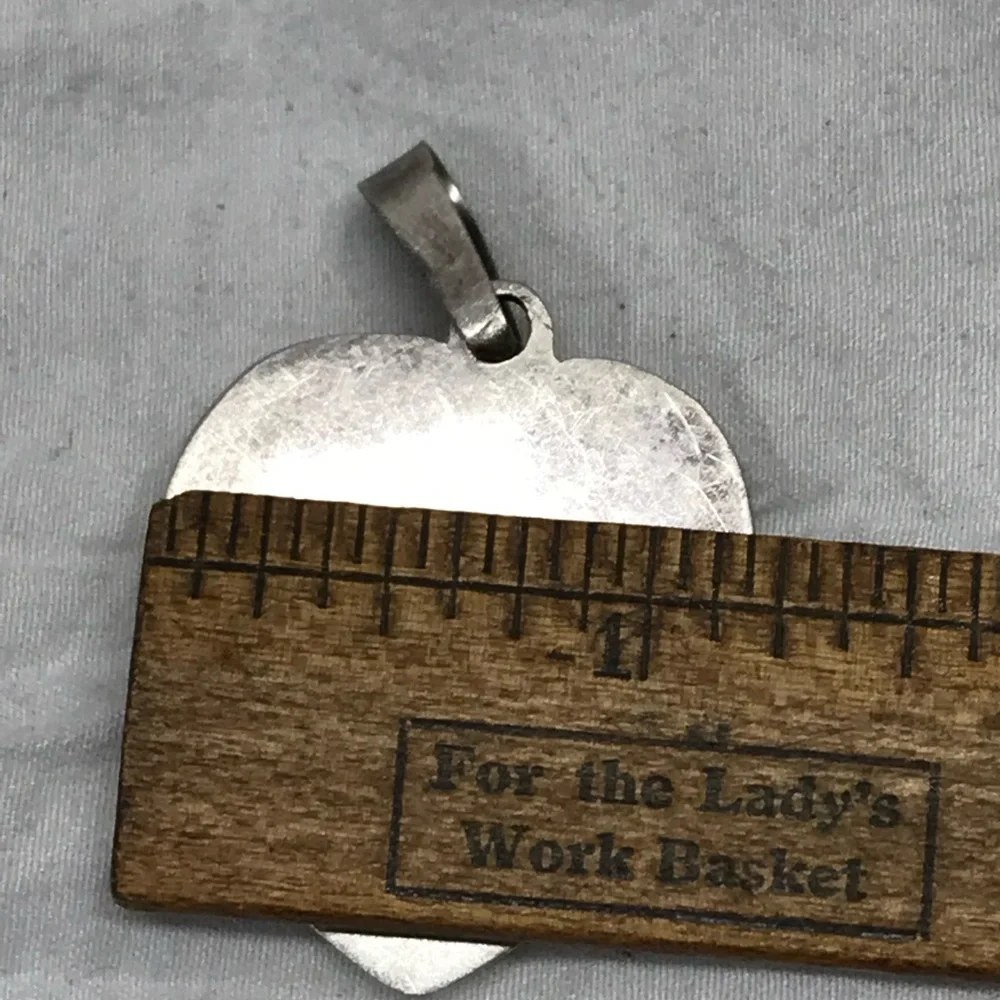 1
For the Lady's
Work Basket